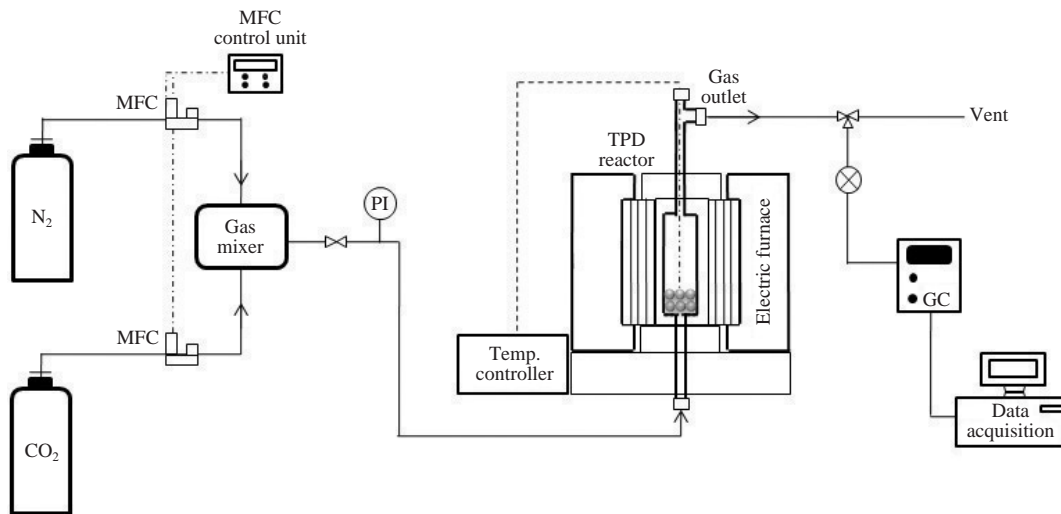 MFC
control unit
MFC
N₂
Gas
mixer
PI
MFC
CO₂
Gas
outlet
Vent
TPD
reactor
Electric furnace
Temp.
controller
GC
Data
acquisition